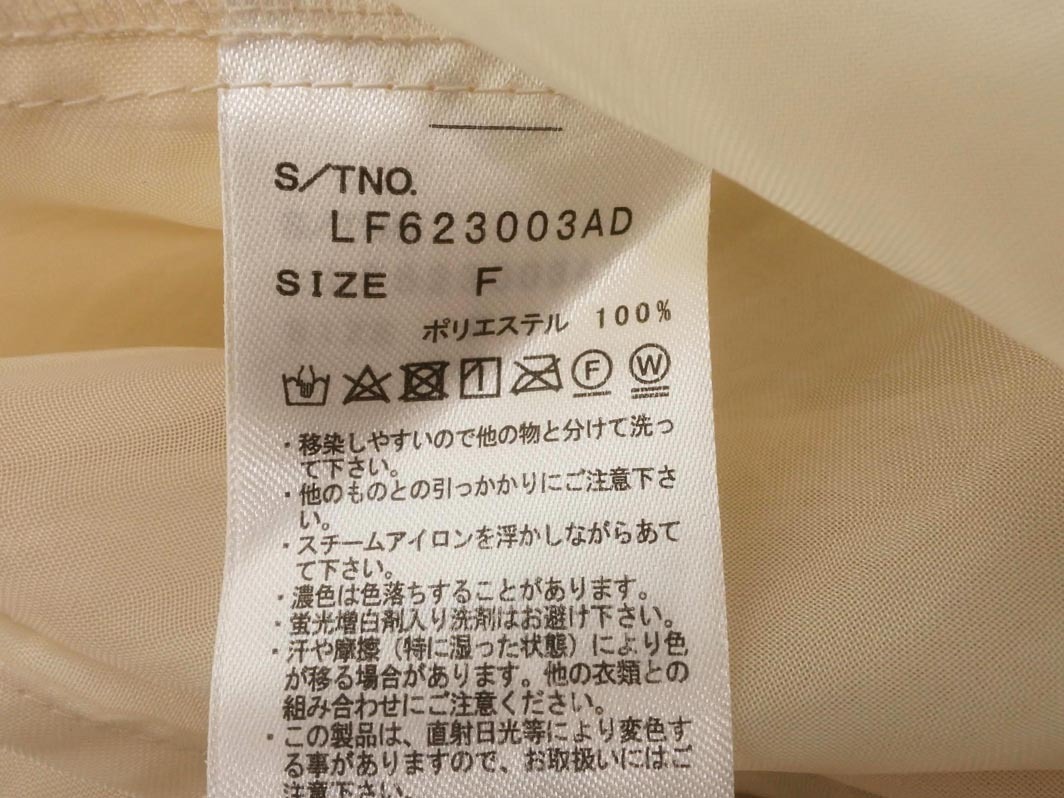 S/TNO.
LF623003AD
SIZE F
ポリエステル 100%
F W
・移染しやすいので他の物と分けて洗っ
て下さい。
・他のものとの引っかかりにご注意下さ
い。
・スチームアイロンを浮かしながらあて
て下さい。
・濃色は色落ちすることがあります。
・蛍光増白剤入り洗剤はお避け下さい。
・汗や摩擦（特に湿った状態）により色
が移る場合があります。他の衣類との
組み合わせにご注意ください。
・この製品は、直射日光等により変色す
る事がありますので、お取扱いにはご
注意下さい。